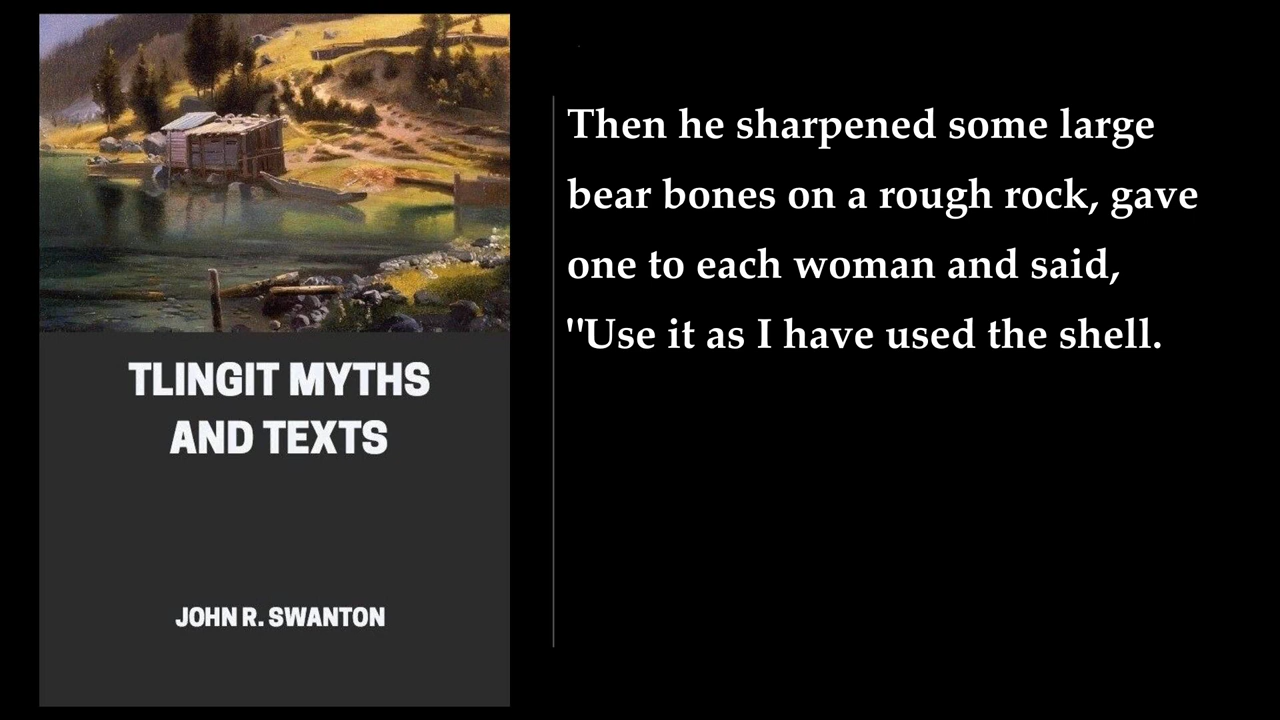 TLINGIT MYTHS
AND TEXTS
JOHN R. SWANTON
Then he sharpened some large
bear bones on a rough rock, gave
one to each woman and said,
"Use it as I have used the shell.